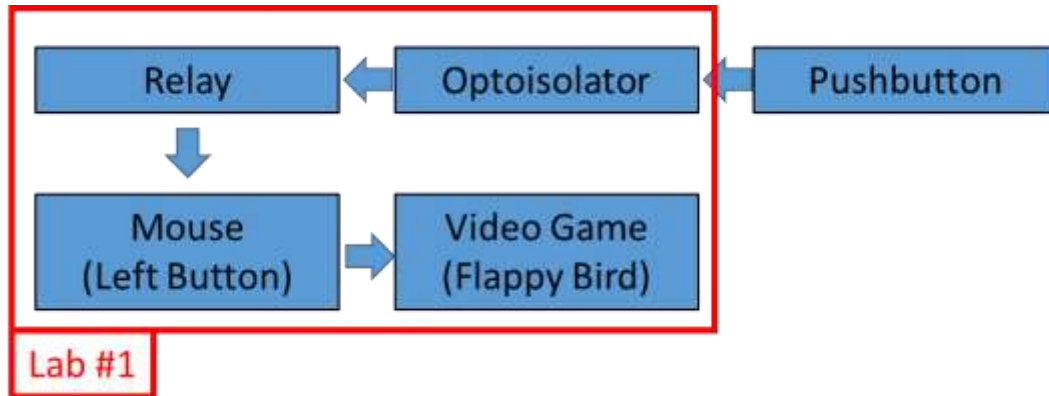 Relay
Optoisolator
Pushbutton
Mouse
(Left Button)
Video Game
(Flappy Bird)
Lab #1